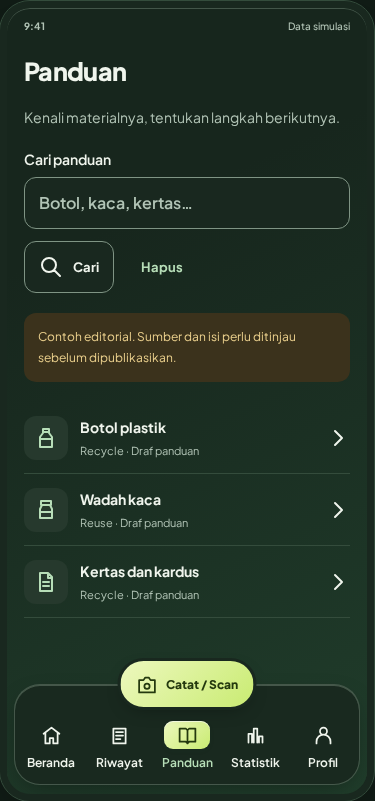 9:41
Data simulasi
Panduan
Kenali materialnya, tentukan langkah berikutnya.
Cari panduan
Botol, kaca, kertas...
Cari
Hapus
Contoh editorial. Sumber dan isi perlu ditinjau
sebelum dipublikasikan.
Botol plastik
Recycle · Draf panduan
Wadah kaca
Reuse · Draf panduan
Kertas dan kardus
Recycle · Draf panduan
Catat / Scan
Beranda
Riwayat
Panduan
Statistik
Profil